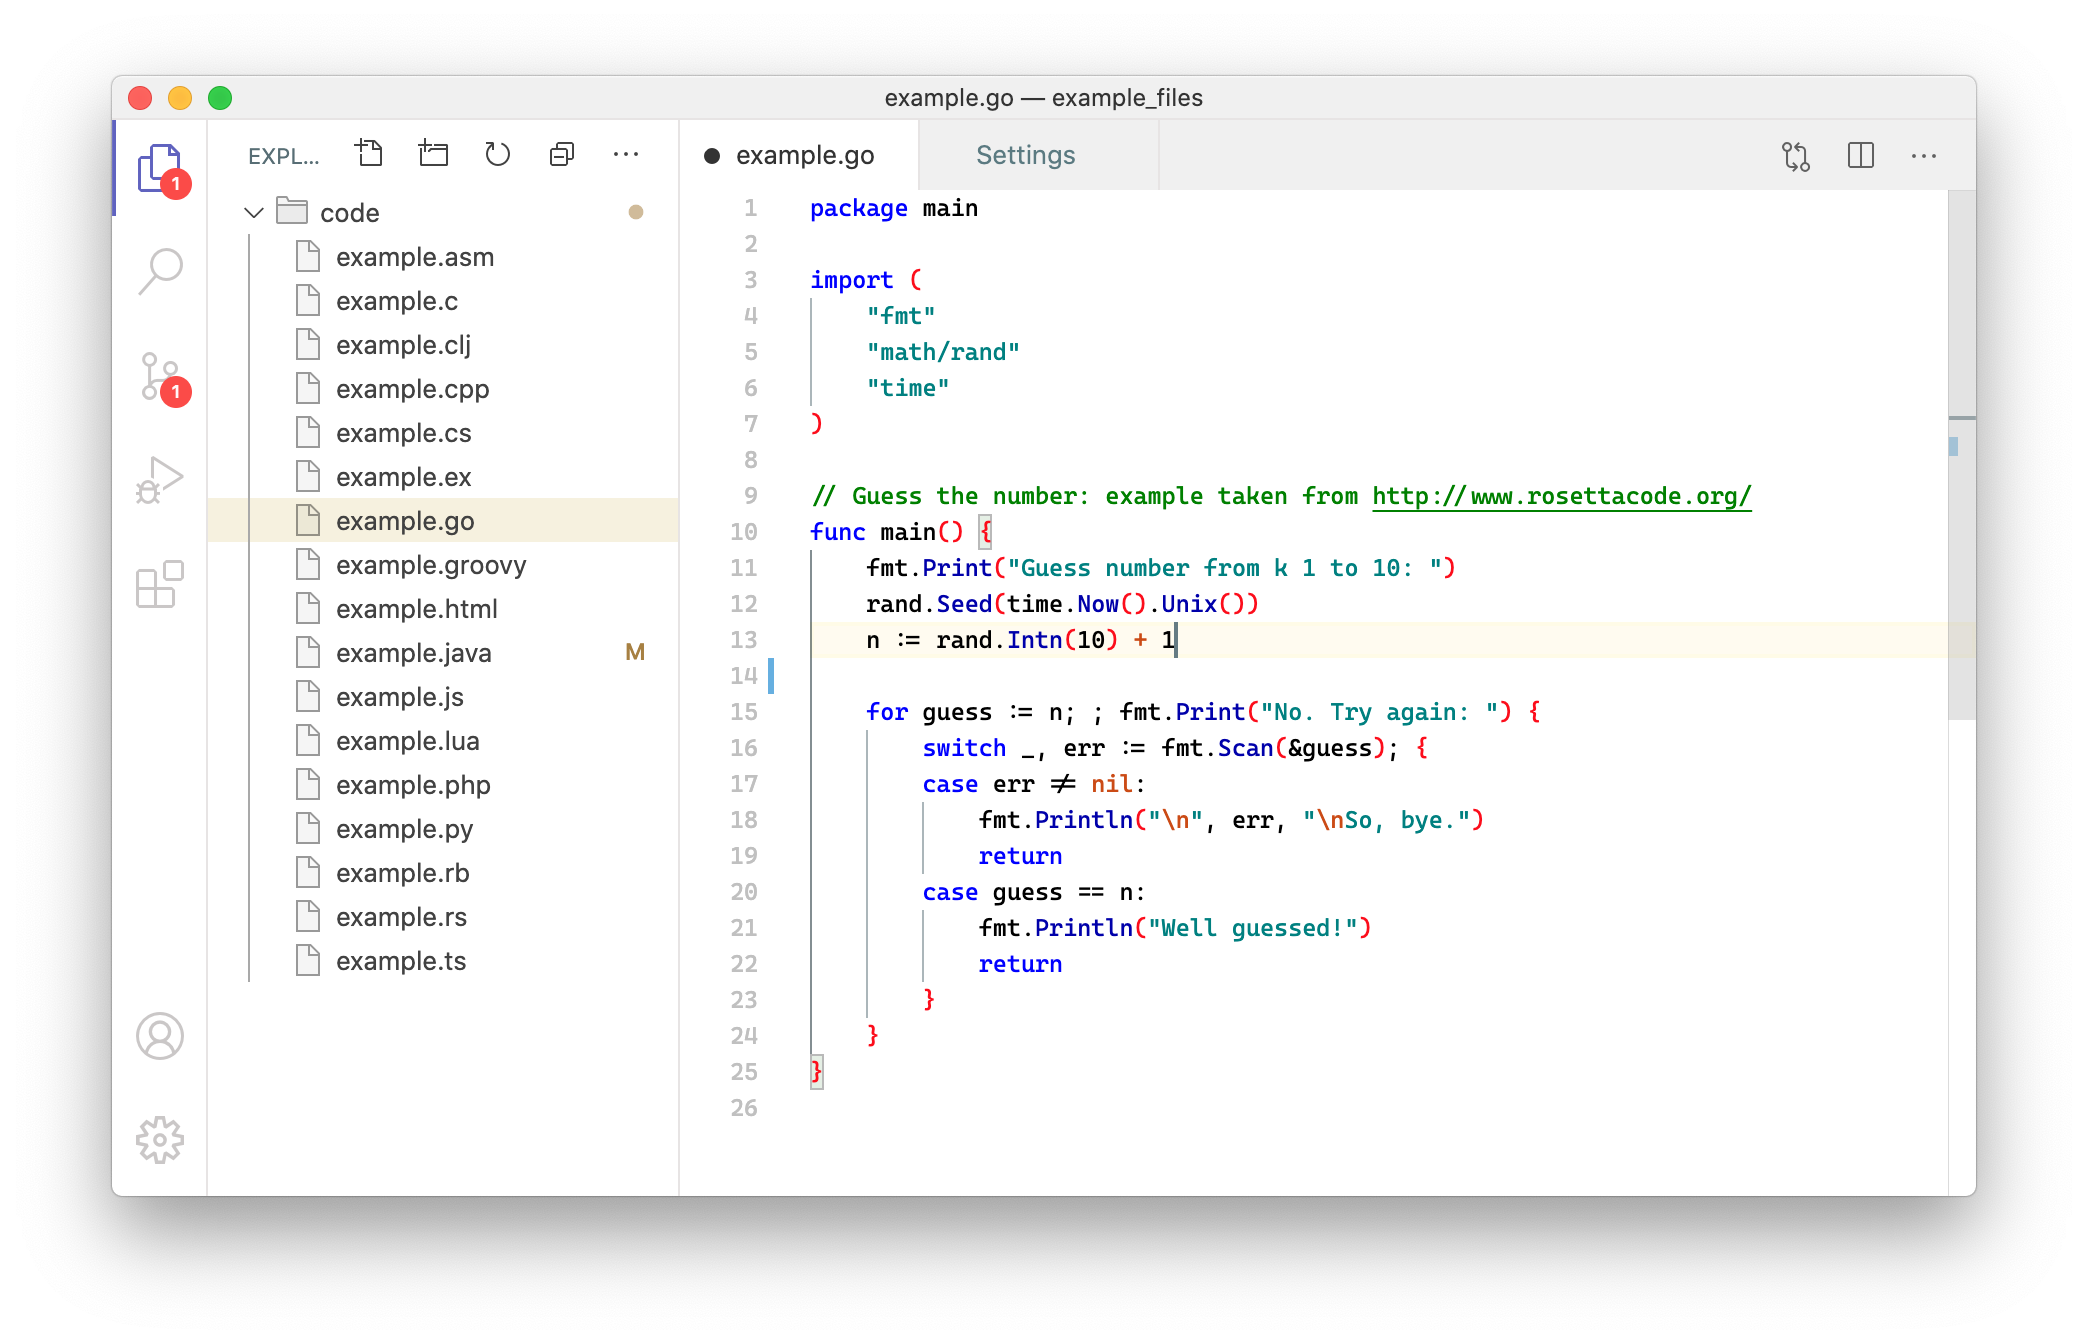 example.go — example_files
EXPL...
example.go
Settings
1
1
code
example.asm
example.c
example.clj
example.cpp
example.cs
example.ex
example.go
example.groovy
example.html
example.java M
example.js
example.lua
example.php
example.py
example.rb
example.rs
example.ts
1 package main
2
3 import (
4     "fmt"
5     "math/rand"
6     "time"
7 )
8
9 // Guess the number: example taken from http://www.rosettacode.org/
10 func main() {
11     fmt.Print("Guess number from k 1 to 10: ")
12     rand.Seed(time.Now().Unix())
13     n := rand.Intn(10) + 1
14
15     for guess := n; ; fmt.Print("No. Try again: ") {
16         switch _, err := fmt.Scan(&guess); {
17         case err != nil:
18             fmt.Println("\n", err, "\nSo, bye.")
19             return
20         case guess == n:
21             fmt.Println("Well guessed!")
22             return
23         }
24     }
25 }
26